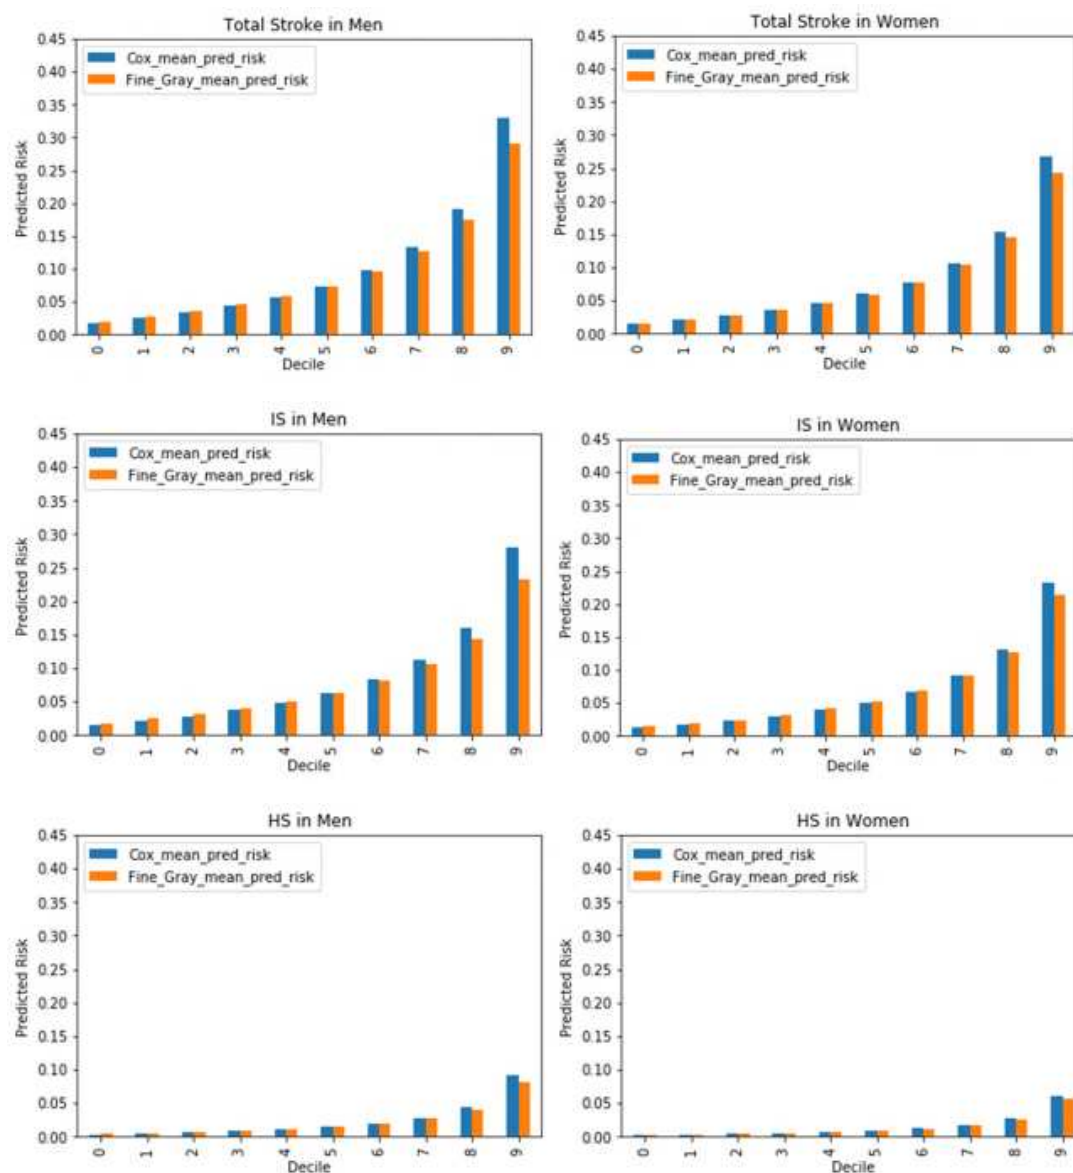 Total Stroke in Men
Cox_mean_pred_risk
Fine_Gray_mean_pred_risk
Predicted Risk
0.45
0.40
0.35
0.30
0.25
0.20
0.15
0.10
0.05
0.00
0 1 2 3 4 5 6 7 8 9
Decile
Total Stroke in Women
Cox_mean_pred_risk
Fine_Gray_mean_pred_risk
Predicted Risk
0.45
0.40
0.35
0.30
0.25
0.20
0.15
0.10
0.05
0.00
0 1 2 3 4 5 6 7 8 9
Decile
IS in Men
Cox_mean_pred_risk
Fine_Gray_mean_pred_risk
Predicted Risk
0.45
0.40
0.35
0.30
0.25
0.20
0.15
0.10
0.05
0.00
0 1 2 3 4 5 6 7 8 9
Decile
IS in Women
Cox_mean_pred_risk
Fine_Gray_mean_pred_risk
Predicted Risk
0.45
0.40
0.35
0.30
0.25
0.20
0.15
0.10
0.05
0.00
0 1 2 3 4 5 6 7 8 9
Decile
HS in Men
Cox_mean_pred_risk
Fine_Gray_mean_pred_risk
Predicted Risk
0.45
0.40
0.35
0.30
0.25
0.20
0.15
0.10
0.05
0.00
0 1 2 3 4 5 6 7 8 9
Decile
HS in Women
Cox_mean_pred_risk
Fine_Gray_mean_pred_risk
Predicted Risk
0.45
0.40
0.35
0.30
0.25
0.20
0.15
0.10
0.05
0.00
0 1 2 3 4 5 6 7 8 9
Decile